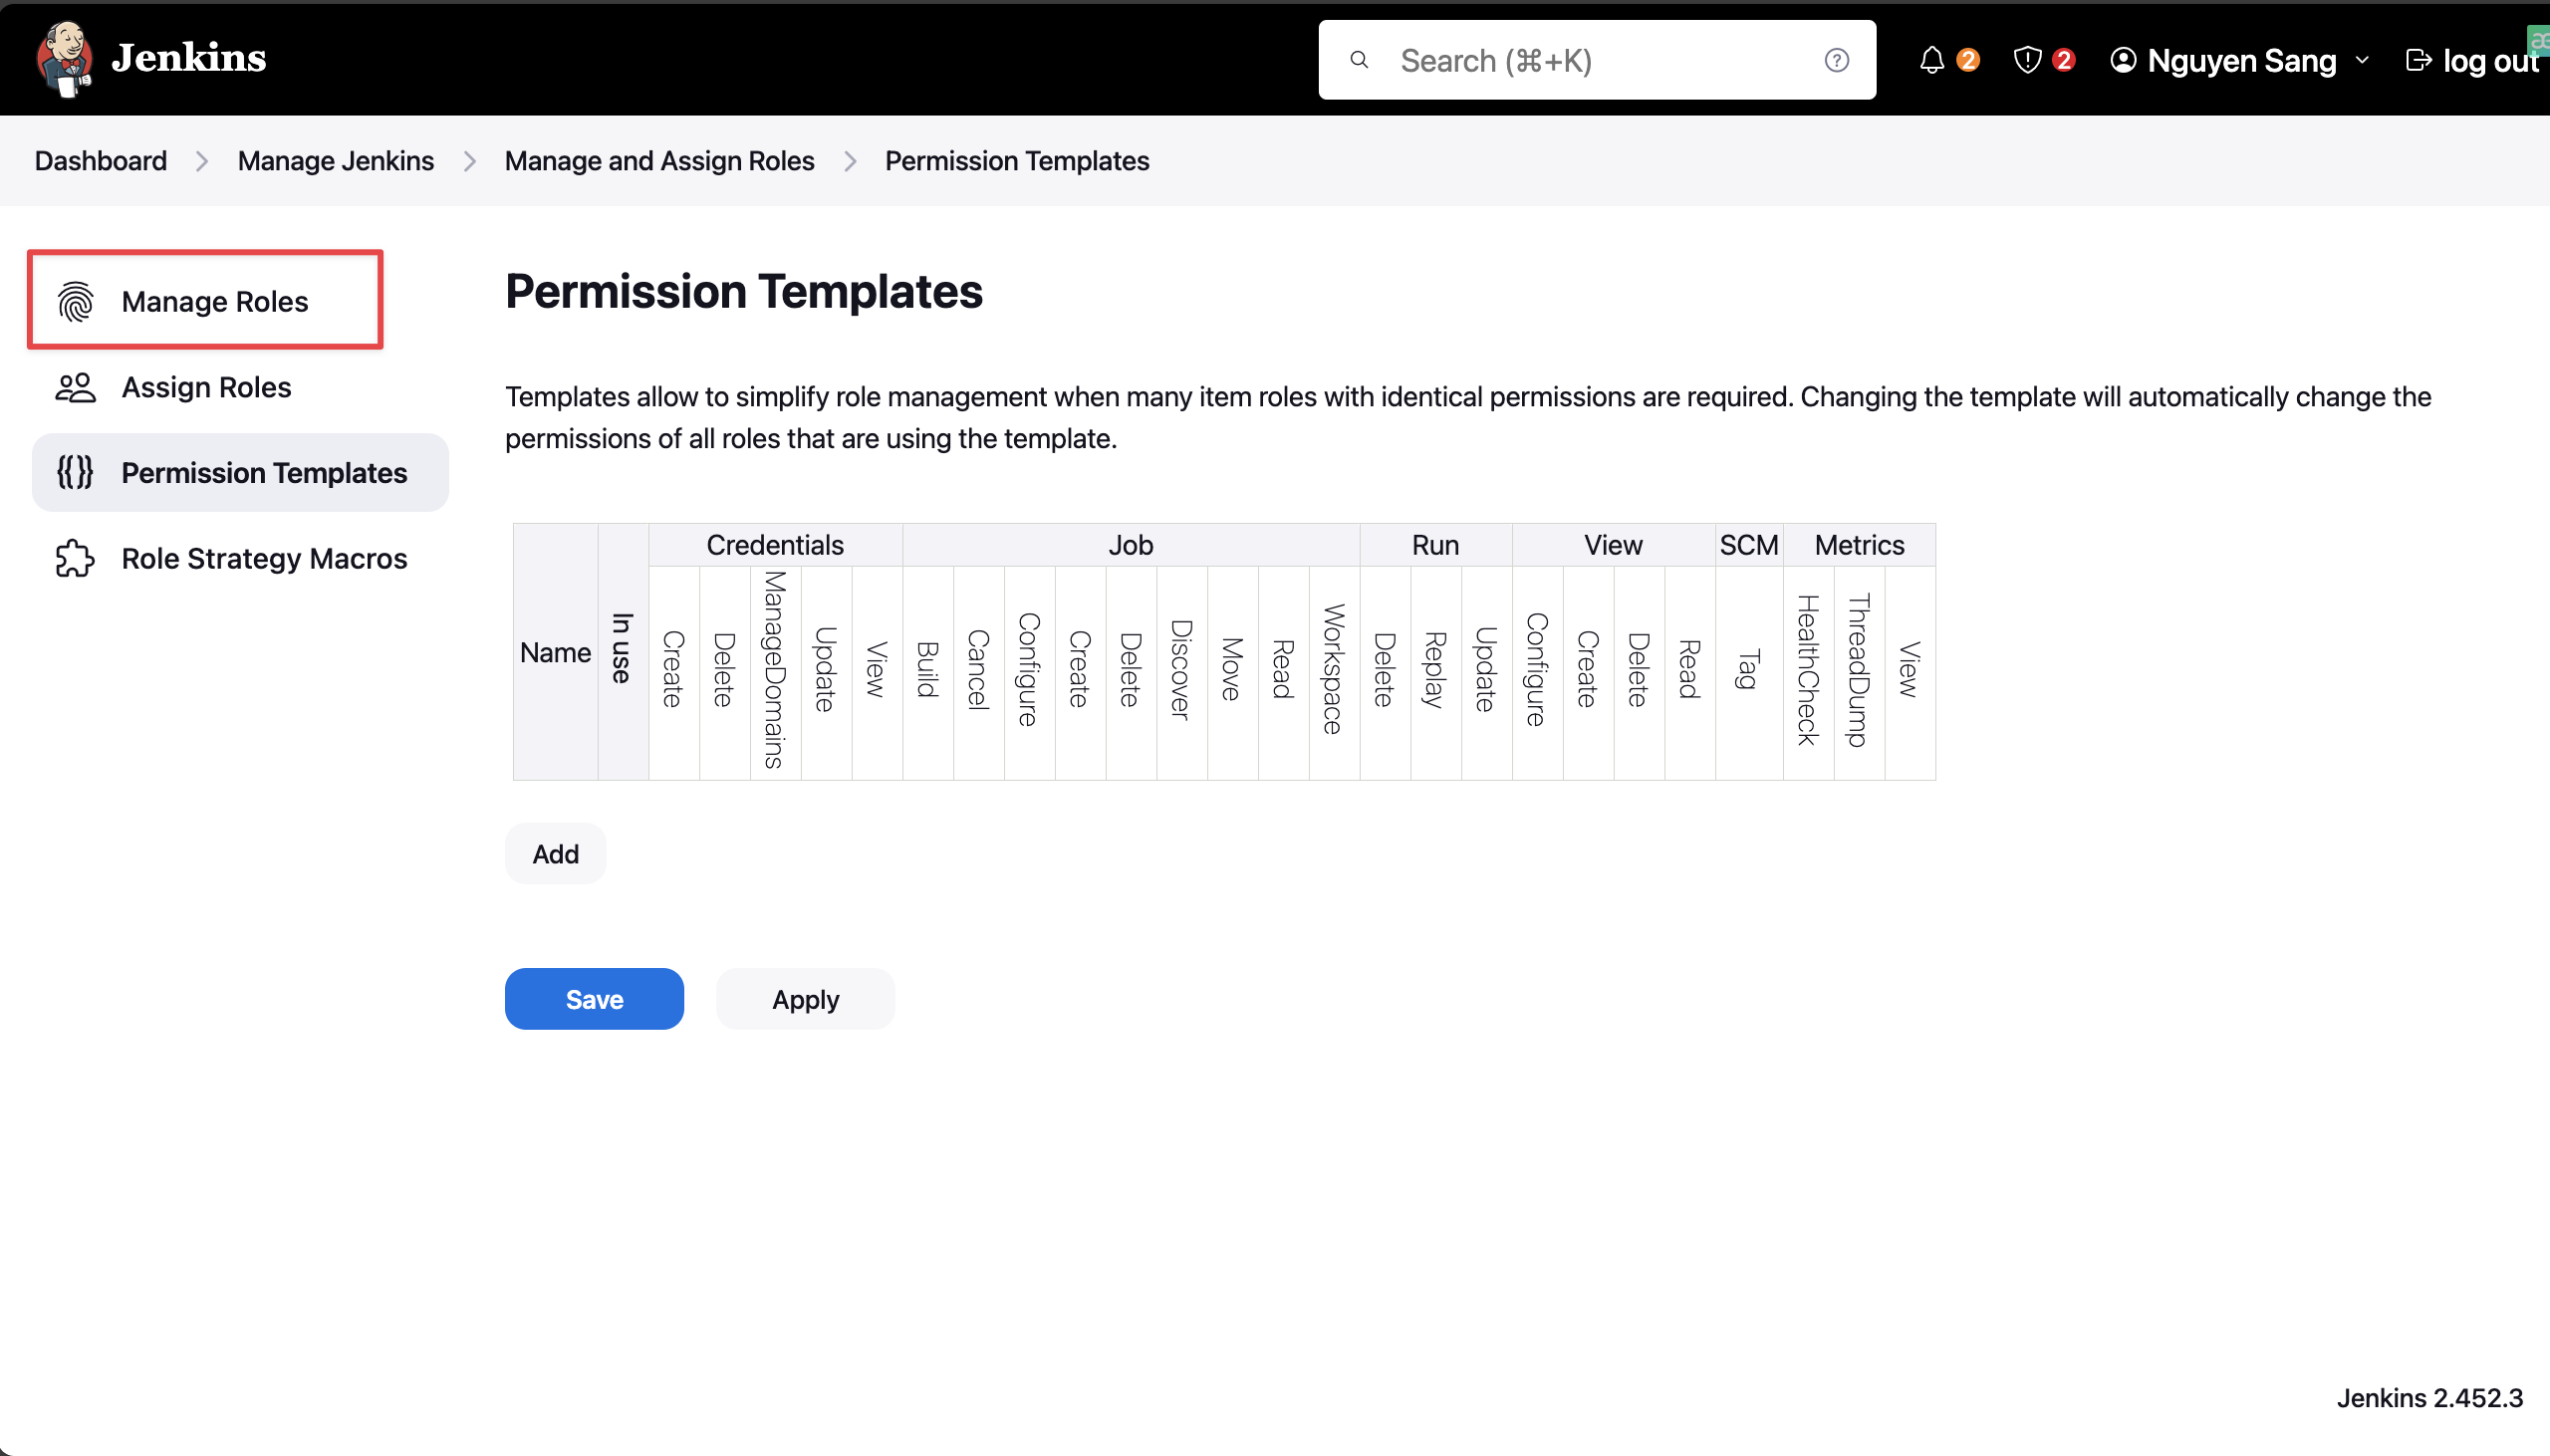 Jenkins
Search (⌘+K)
2
2
Nguyen Sang
log out
æ
Dashboard
Manage Jenkins
Manage and Assign Roles
Permission Templates
Manage Roles
Assign Roles
Permission Templates
Role Strategy Macros
Permission Templates
Templates allow to simplify role management when many item roles with identical permissions are required. Changing the template will automatically change the
permissions of all roles that are using the template.
Name
In use
Credentials
Job
Run
View
SCM
Metrics
Create
Delete
ManageDomains
Update
View
Build
Cancel
Configure
Create
Delete
Discover
Move
Read
Workspace
Delete
Replay
Update
Configure
Create
Delete
Read
Tag
HealthCheck
ThreadDump
View
Add
Save
Apply
Jenkins 2.452.3